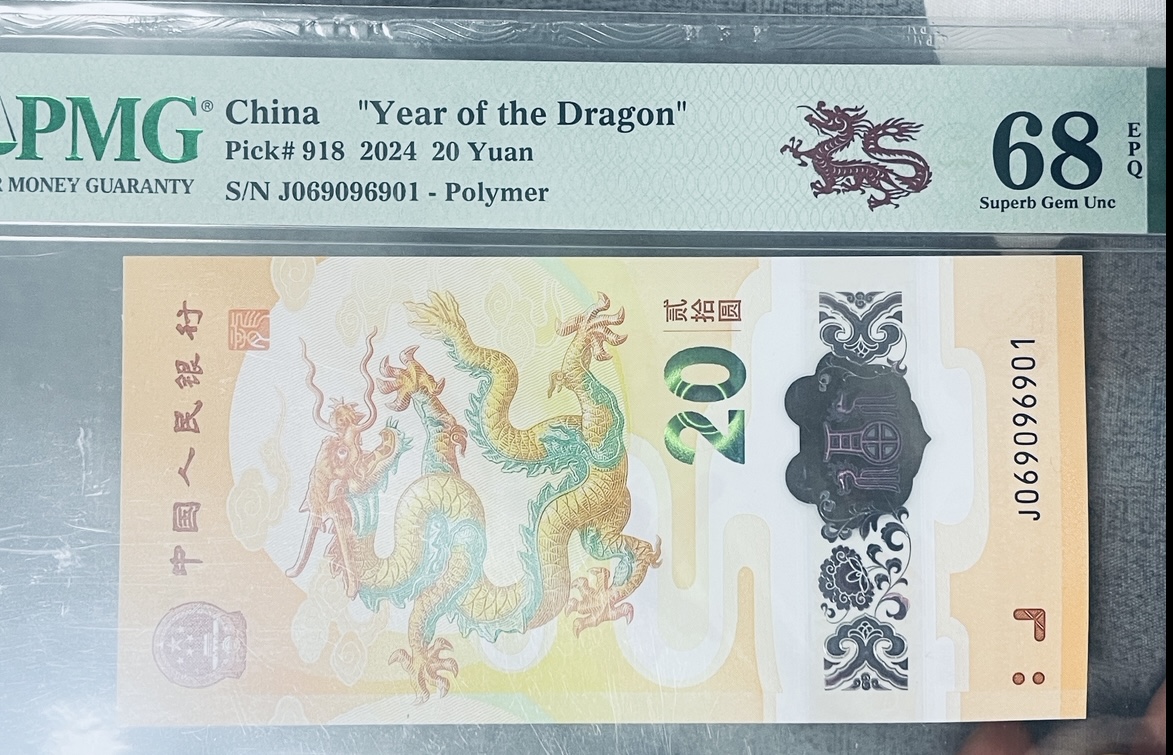 PMG®
MONEY GUARANTY
China "Year of the Dragon"
Pick# 918 2024 20 Yuan
S/N J069096901 - Polymer
68
EPQ
Superb Gem Unc
中国人民银行
贰拾圆
20
J069096901